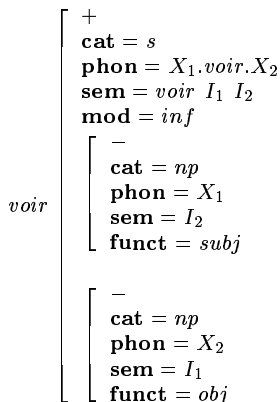 +
cat = s
phon = X₁.voir.X₂
sem = voir I₁ I₂
mod = inf
−
cat = np
phon = X₁
sem = I₂
funct = subj
voir
−
cat = np
phon = X₂
sem = I₁
funct = obj